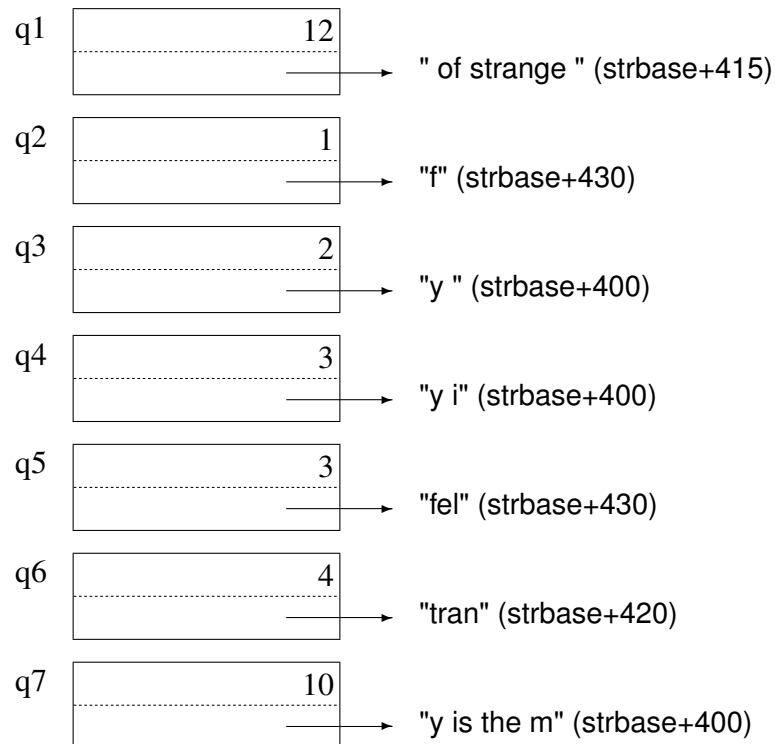 q1 12
" of strange " (strbase+415)
q2 1
"f" (strbase+430)
q3 2
"y " (strbase+400)
q4 3
"y i" (strbase+400)
q5 3
"fel" (strbase+430)
q6 4
"tran" (strbase+420)
q7 10
"y is the m" (strbase+400)